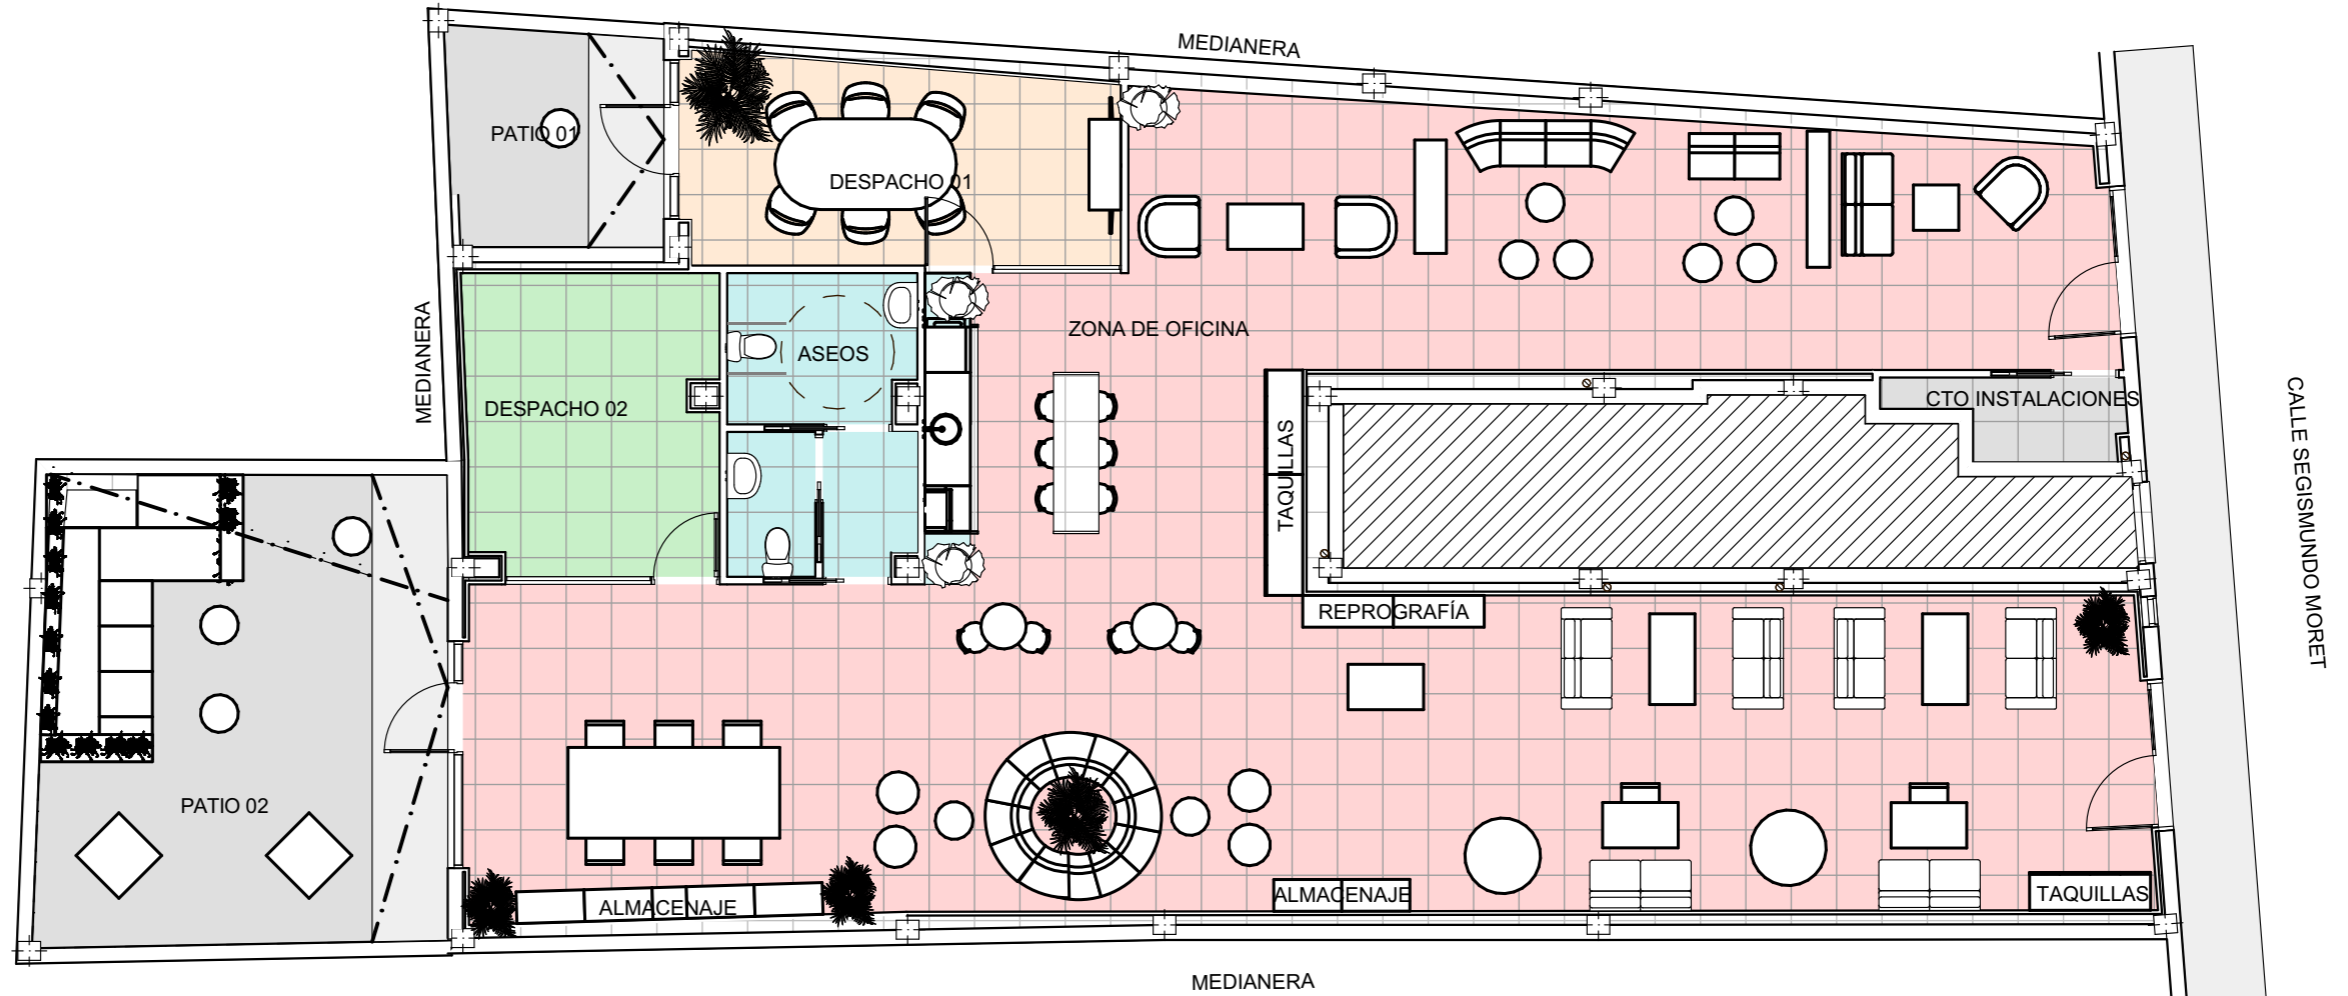 MEDIANERA
PATIO 01
DESPACHO 01
ZONA DE OFICINA
MEDIANERA
ASEOS
DESPACHO 02
CTO INSTALACIONES
TAQUILLAS
CALLE SEGISMUNDO MORET
REPROGRAFÍA
PATIO 02
ALMACENAJE
ALMACENAJE
TAQUILLAS
MEDIANERA